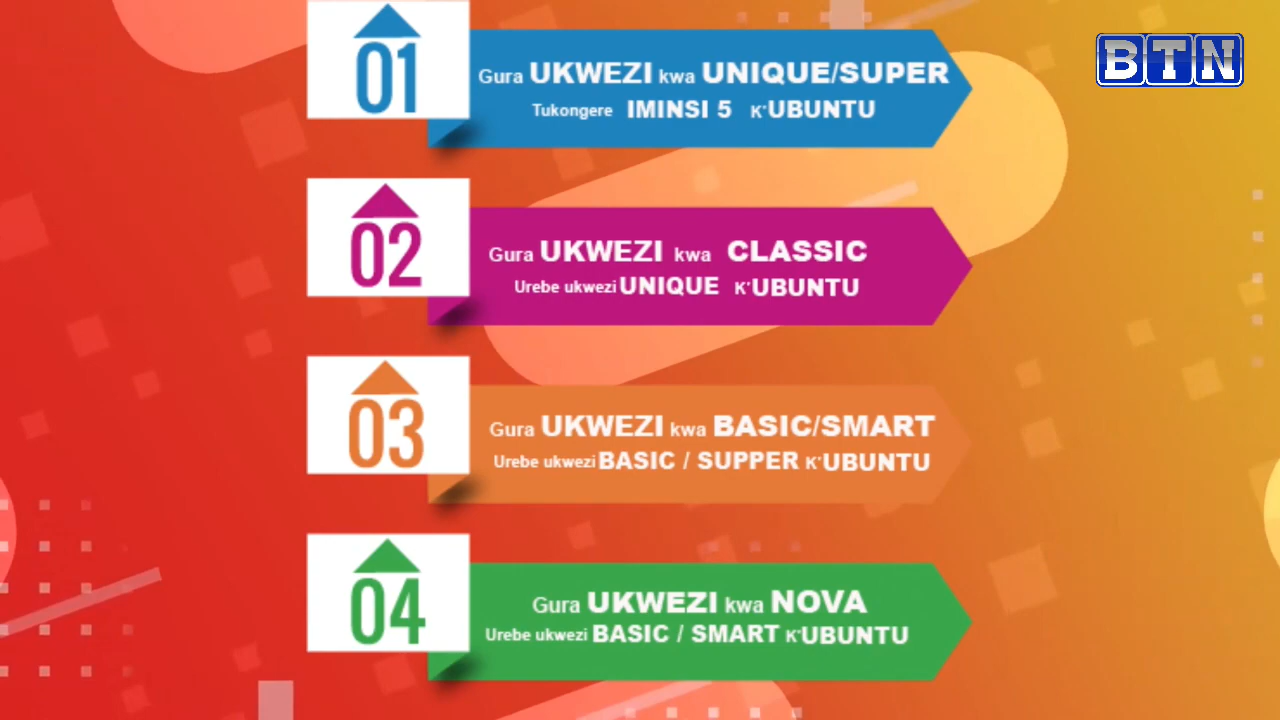 BTN
01
Gura UKWEZI kwa UNIQUE/SUPER
Tukongere IMINSI 5 K'UBUNTU
02
Gura UKWEZI kwa CLASSIC
Urebe ukwezi UNIQUE K'UBUNTU
03
Gura UKWEZI kwa BASIC/SMART
Urebe ukwezi BASIC / SUPPER K'UBUNTU
04
Gura UKWEZI kwa NOVA
Urebe ukwezi BASIC / SMART K'UBUNTU